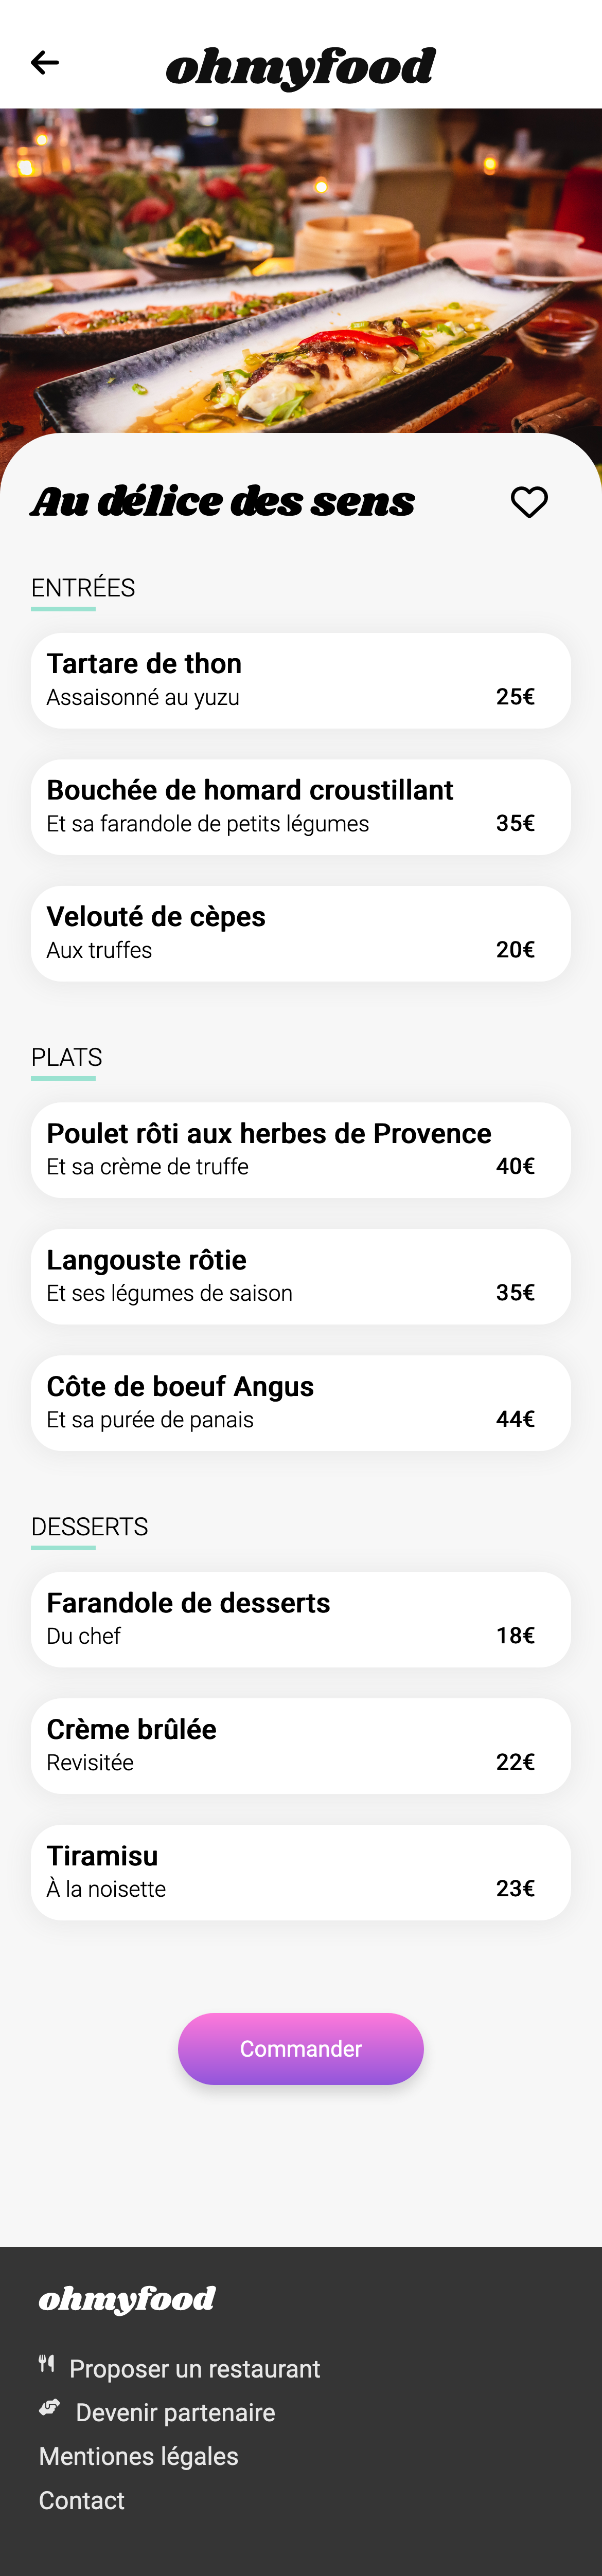 ohmyfood
Au délice des sens
ENTRÉES
Tartare de thon
Assaisonné au yuzu 25€
Bouchée de homard croustillant
Et sa farandole de petits légumes 35€
Velouté de cèpes
Aux truffes 20€
PLATS
Poulet rôti aux herbes de Provence
Et sa crème de truffe 40€
Langouste rôtie
Et ses légumes de saison 35€
Côte de boeuf Angus
Et sa purée de panais 44€
DESSERTS
Farandole de desserts
Du chef 18€
Crème brûlée
Revisitée 22€
Tiramisu
À la noisette 23€
Commander
ohmyfood
Proposer un restaurant
Devenir partenaire
Mentiones légales
Contact